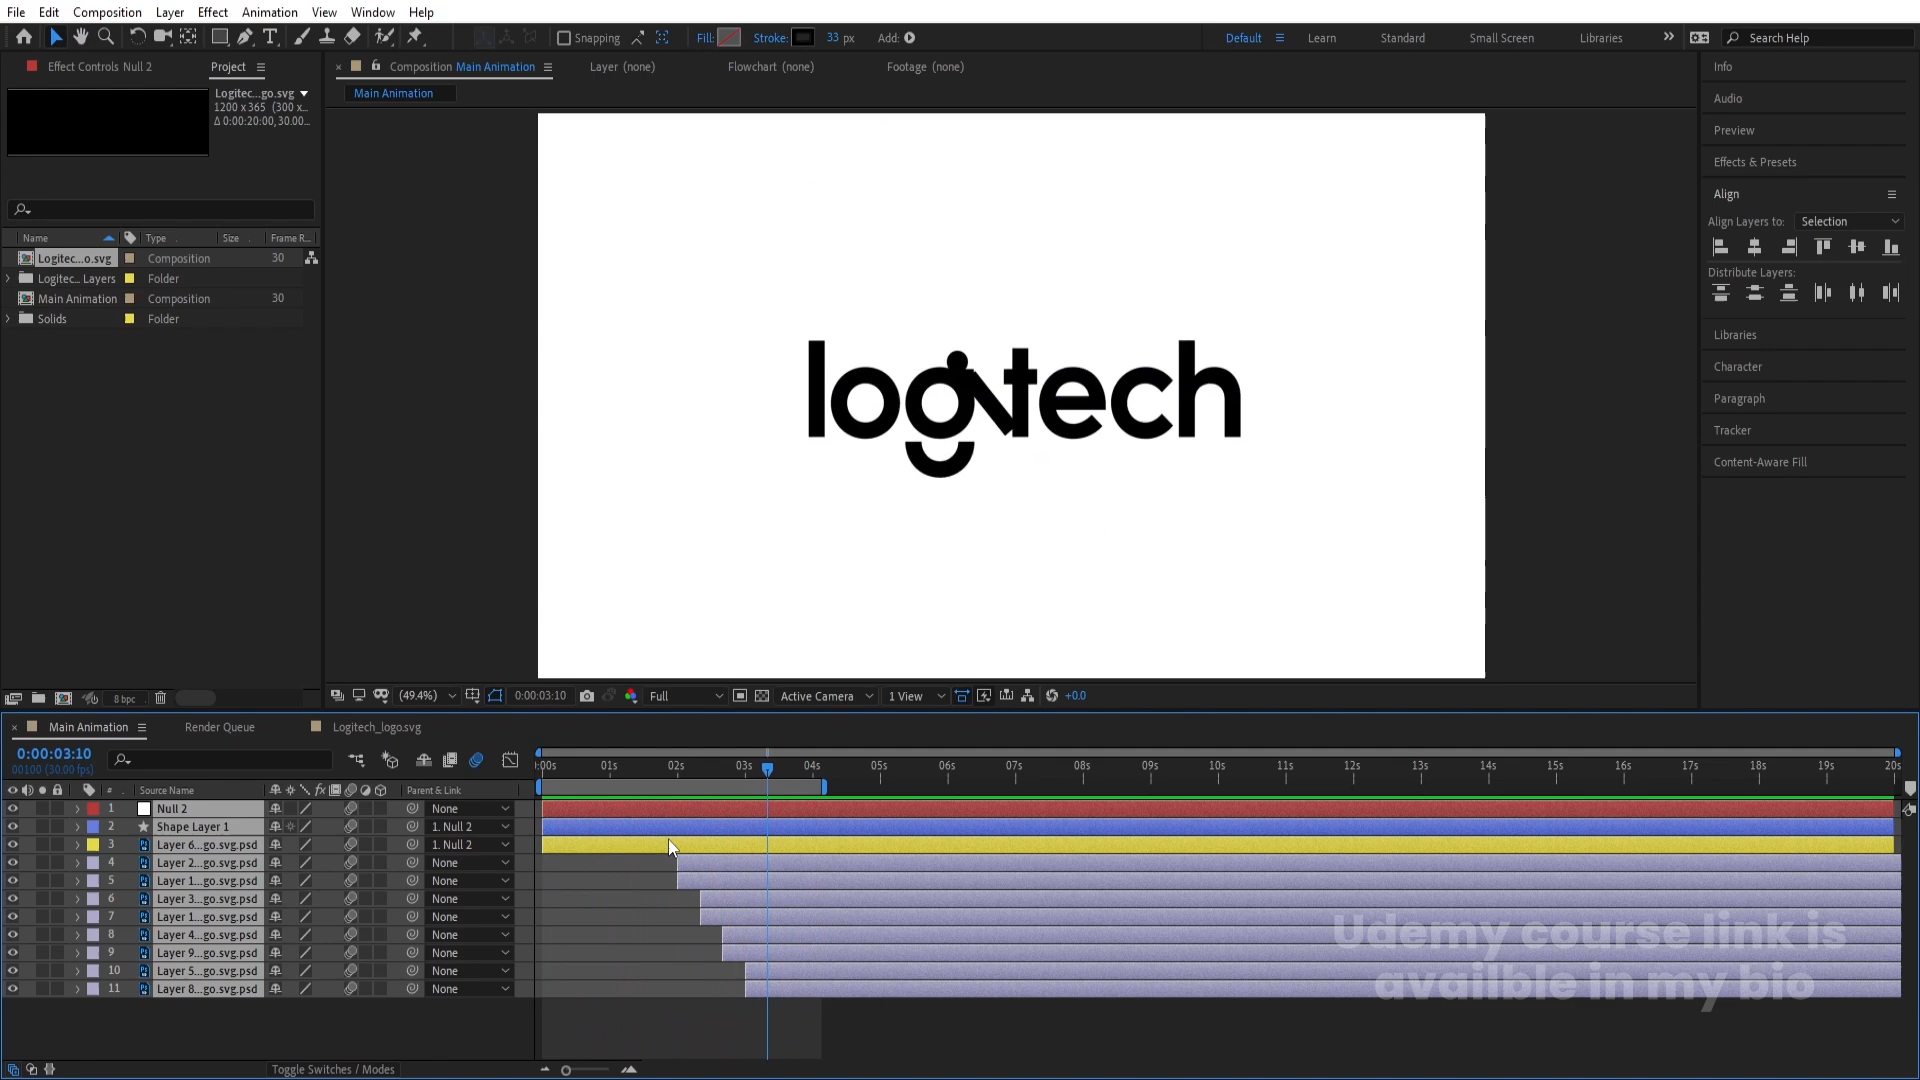 File Edit Composition Layer Effect Animation View Window Help
Snapping Fill: Stroke: 33 px Add: Default Learn Standard Small Screen Libraries Search Help
Effect Controls Null 2 Project
Composition Main Animation Layer (none) Flowchart (none) Footage (none)
Main Animation
Logitec...go.svg
1200 x 365 (300 x...
Δ 0:00:20:00, 30.00...
Name Type Size Frame R...
Logitec...o.svg Composition 30
Logitec... Layers Folder
Main Animation Composition 30
Solids Folder
8 bpc
logitech
(49.4%) 0:00:03:10 Full Active Camera 1 View +0.0
Info
Audio
Preview
Effects & Presets
Align
Align Layers to: Selection
Distribute Layers:
Libraries
Character
Paragraph
Tracker
Content-Aware Fill
Main Animation Render Queue Logitech_logo.svg
0:00:03:10
00100 (30.00 fps)
:00s 01s 02s 03s 04s 05s 06s 07s 08s 09s 10s 11s 12s 13s 14s 15s 16s 17s 18s 19s 20s
# Source Name fx Parent & Link
1 Null 2 None
2 Shape Layer 1 1. Null 2
3 Layer 6...go.svg.psd 1. Null 2
4 Layer 2...go.svg.psd None
5 Layer 1...go.svg.psd None
6 Layer 3...go.svg.psd None
7 Layer 1...go.svg.psd None
8 Layer 4...go.svg.psd None
9 Layer 9...go.svg.psd None
10 Layer 5...go.svg.psd None
11 Layer 8...go.svg.psd None
Udemy course link is
availble in my bio
Toggle Switches / Modes